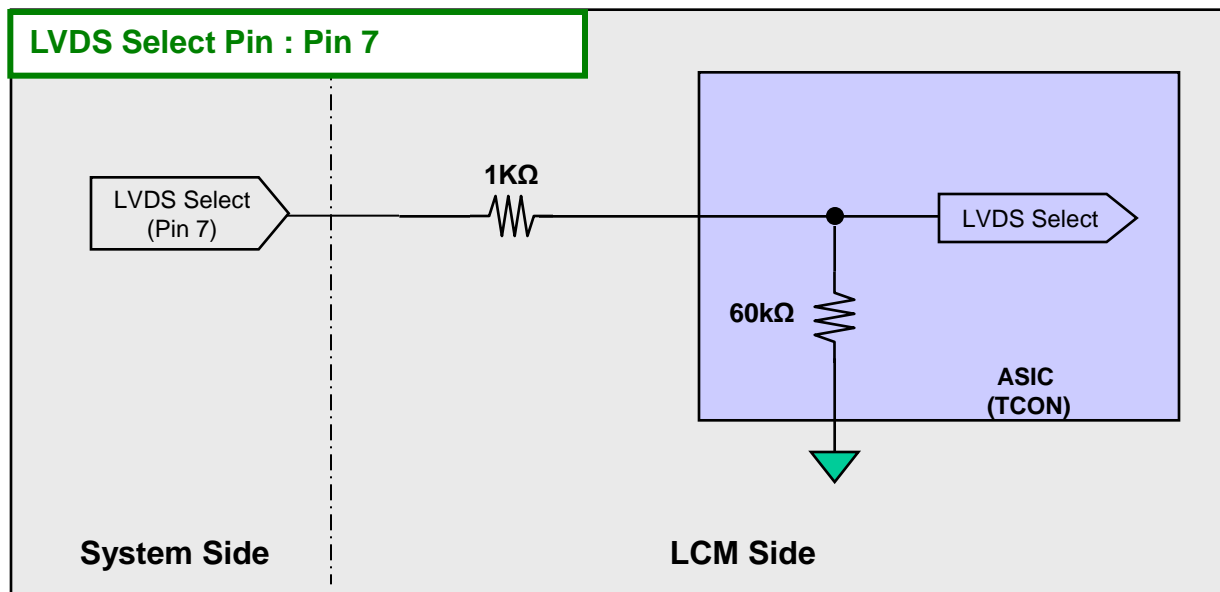 LVDS Select Pin : Pin 7
1KΩ
LVDS Select
(Pin 7)
LVDS Select
60kΩ
ASIC
(TCON)
System Side
LCM Side